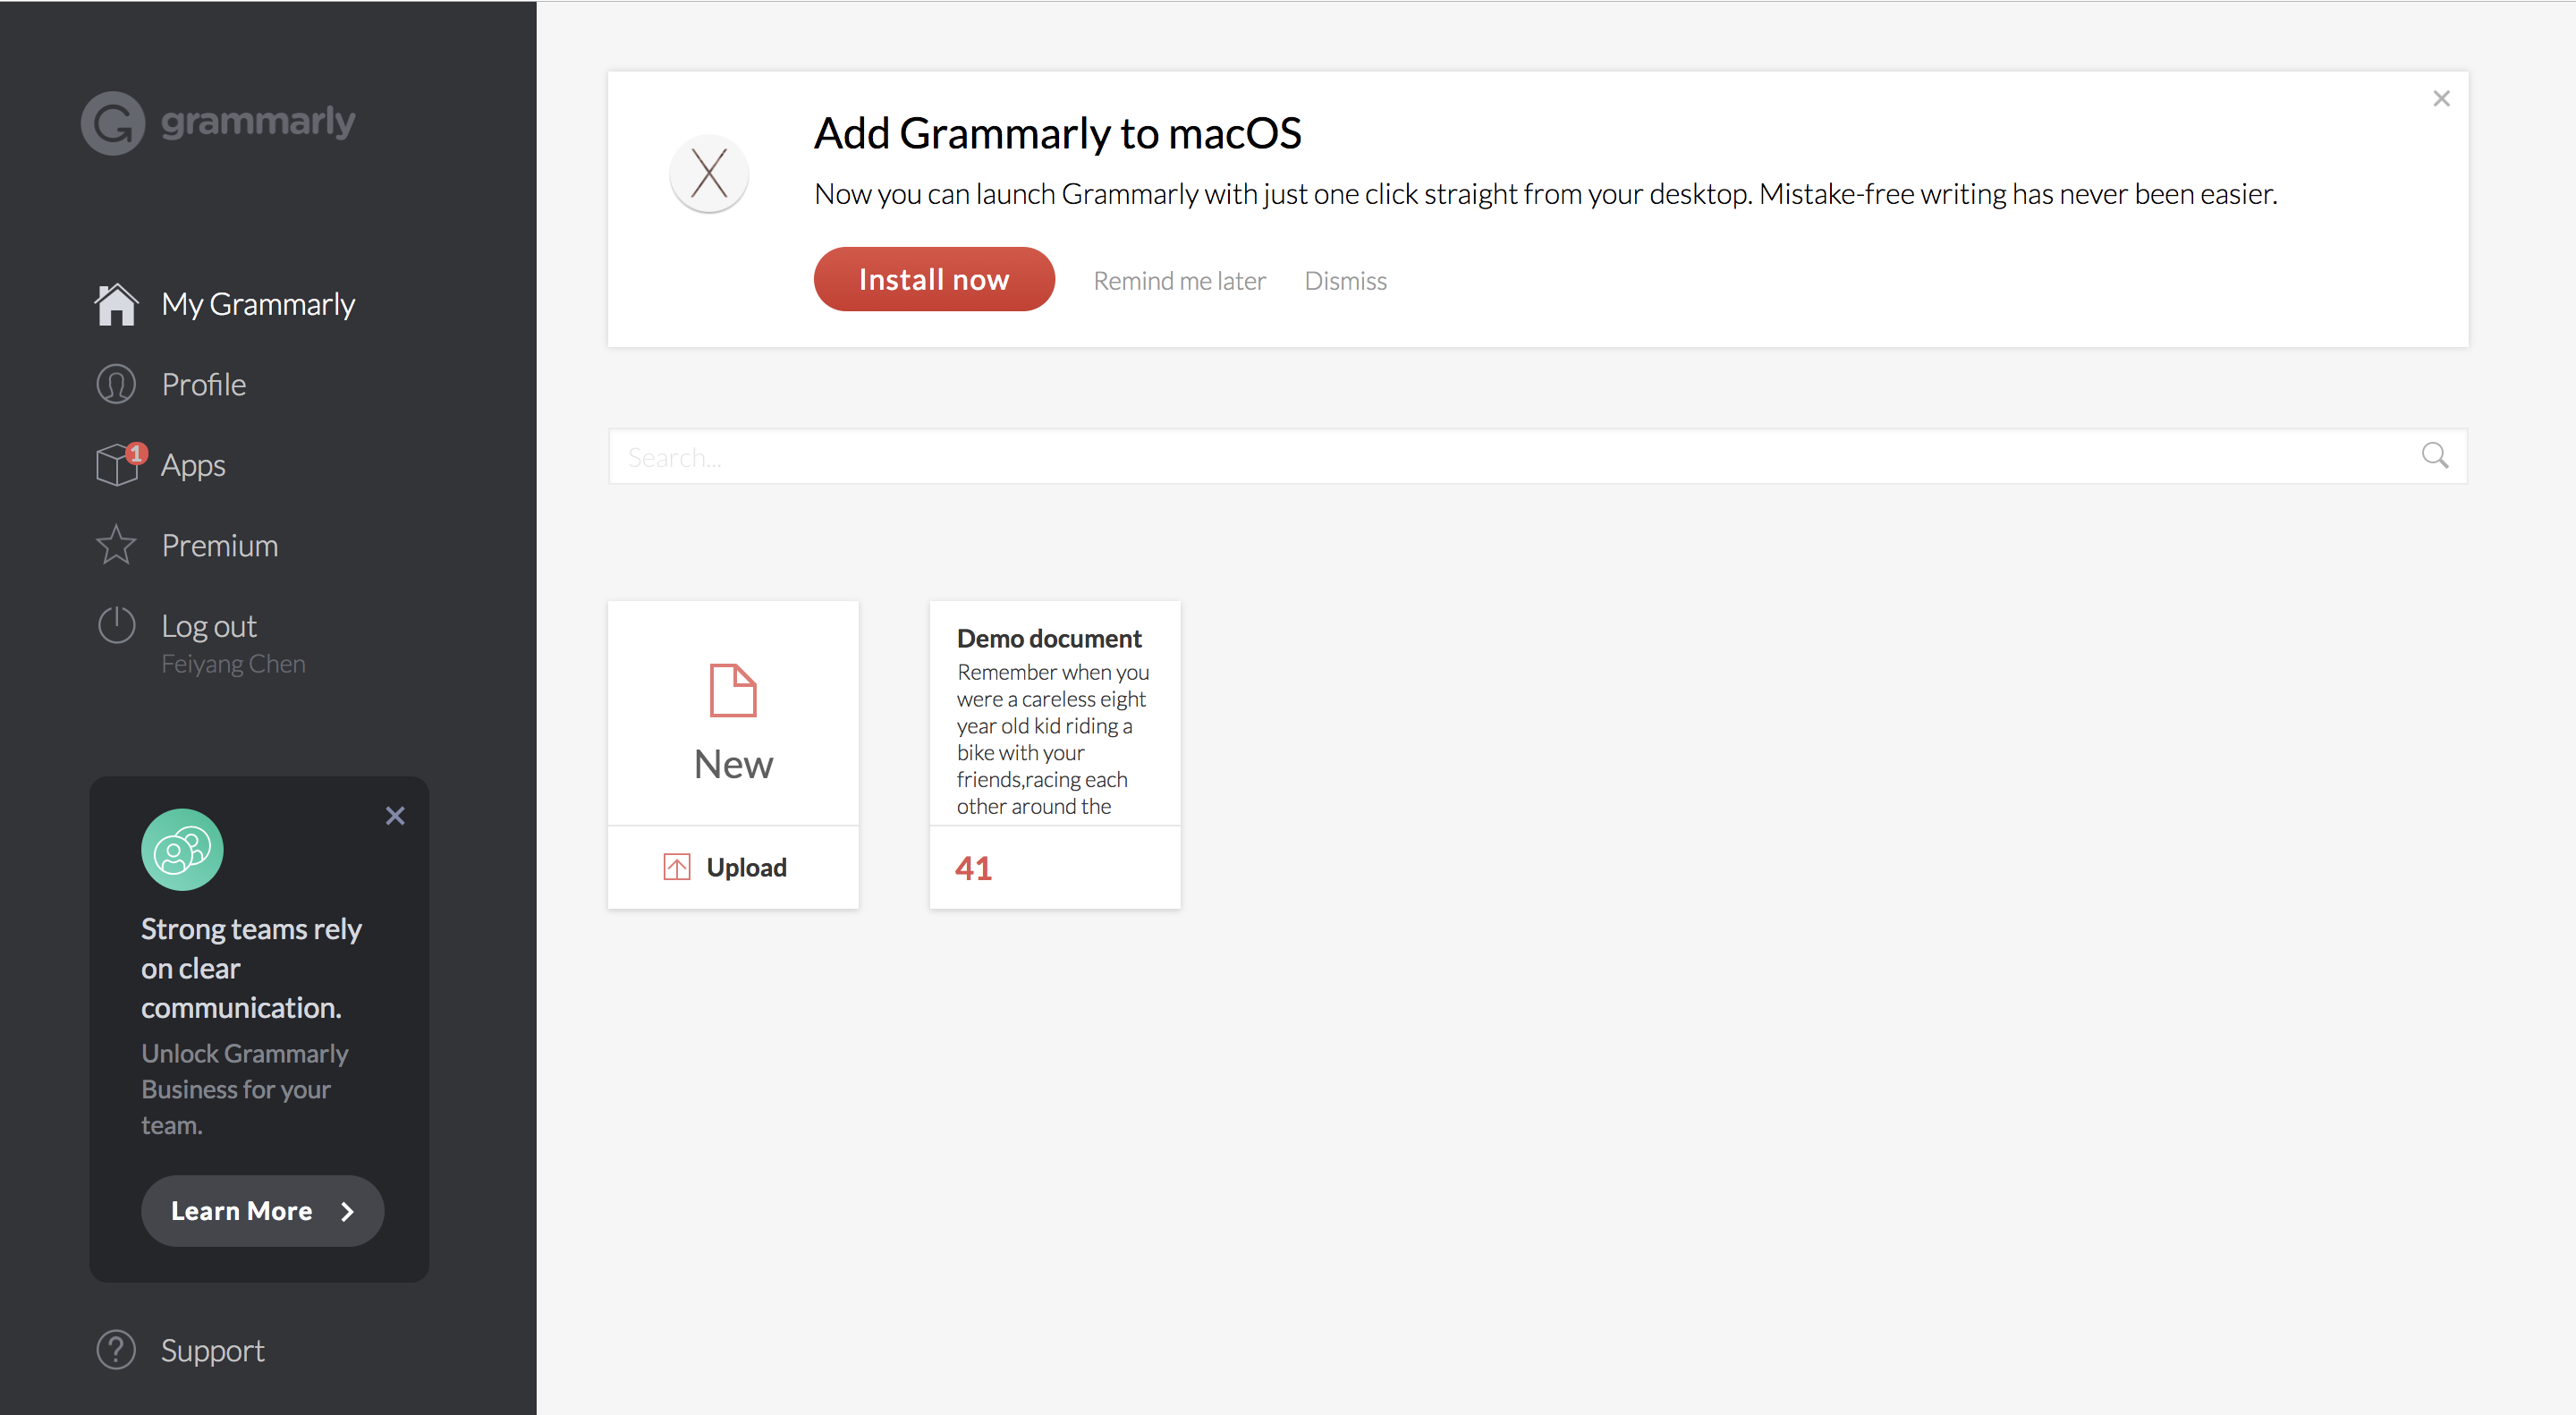 grammarly
My Grammarly
Profile
1
Apps
Premium
Log out
Feiyang Chen
Strong teams rely
on clear
communication.
Unlock Grammarly
Business for your
team.
Learn More
Support
Add Grammarly to macOS
Now you can launch Grammarly with just one click straight from your desktop. Mistake-free writing has never been easier.
Install now
Remind me later
Dismiss
Search...
New
Upload
Demo document
Remember when you
were a careless eight
year old kid riding a
bike with your
friends,racing each
other around the
41